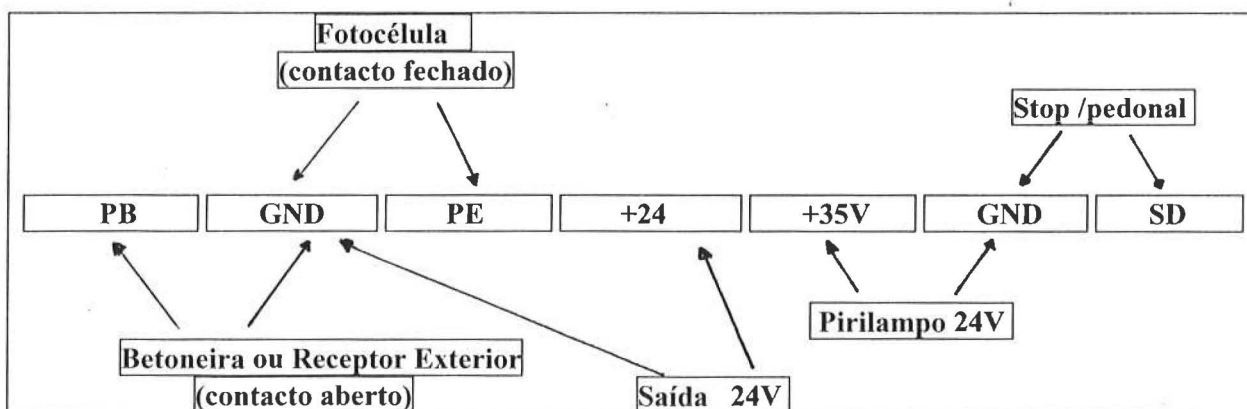 Fotocélula
(contacto fechado)
Stop /pedonal
PB GND PE +24 +35V GND SD
Pirilampo 24V
Betoneira ou Receptor Exterior
(contacto aberto)
Saída 24V